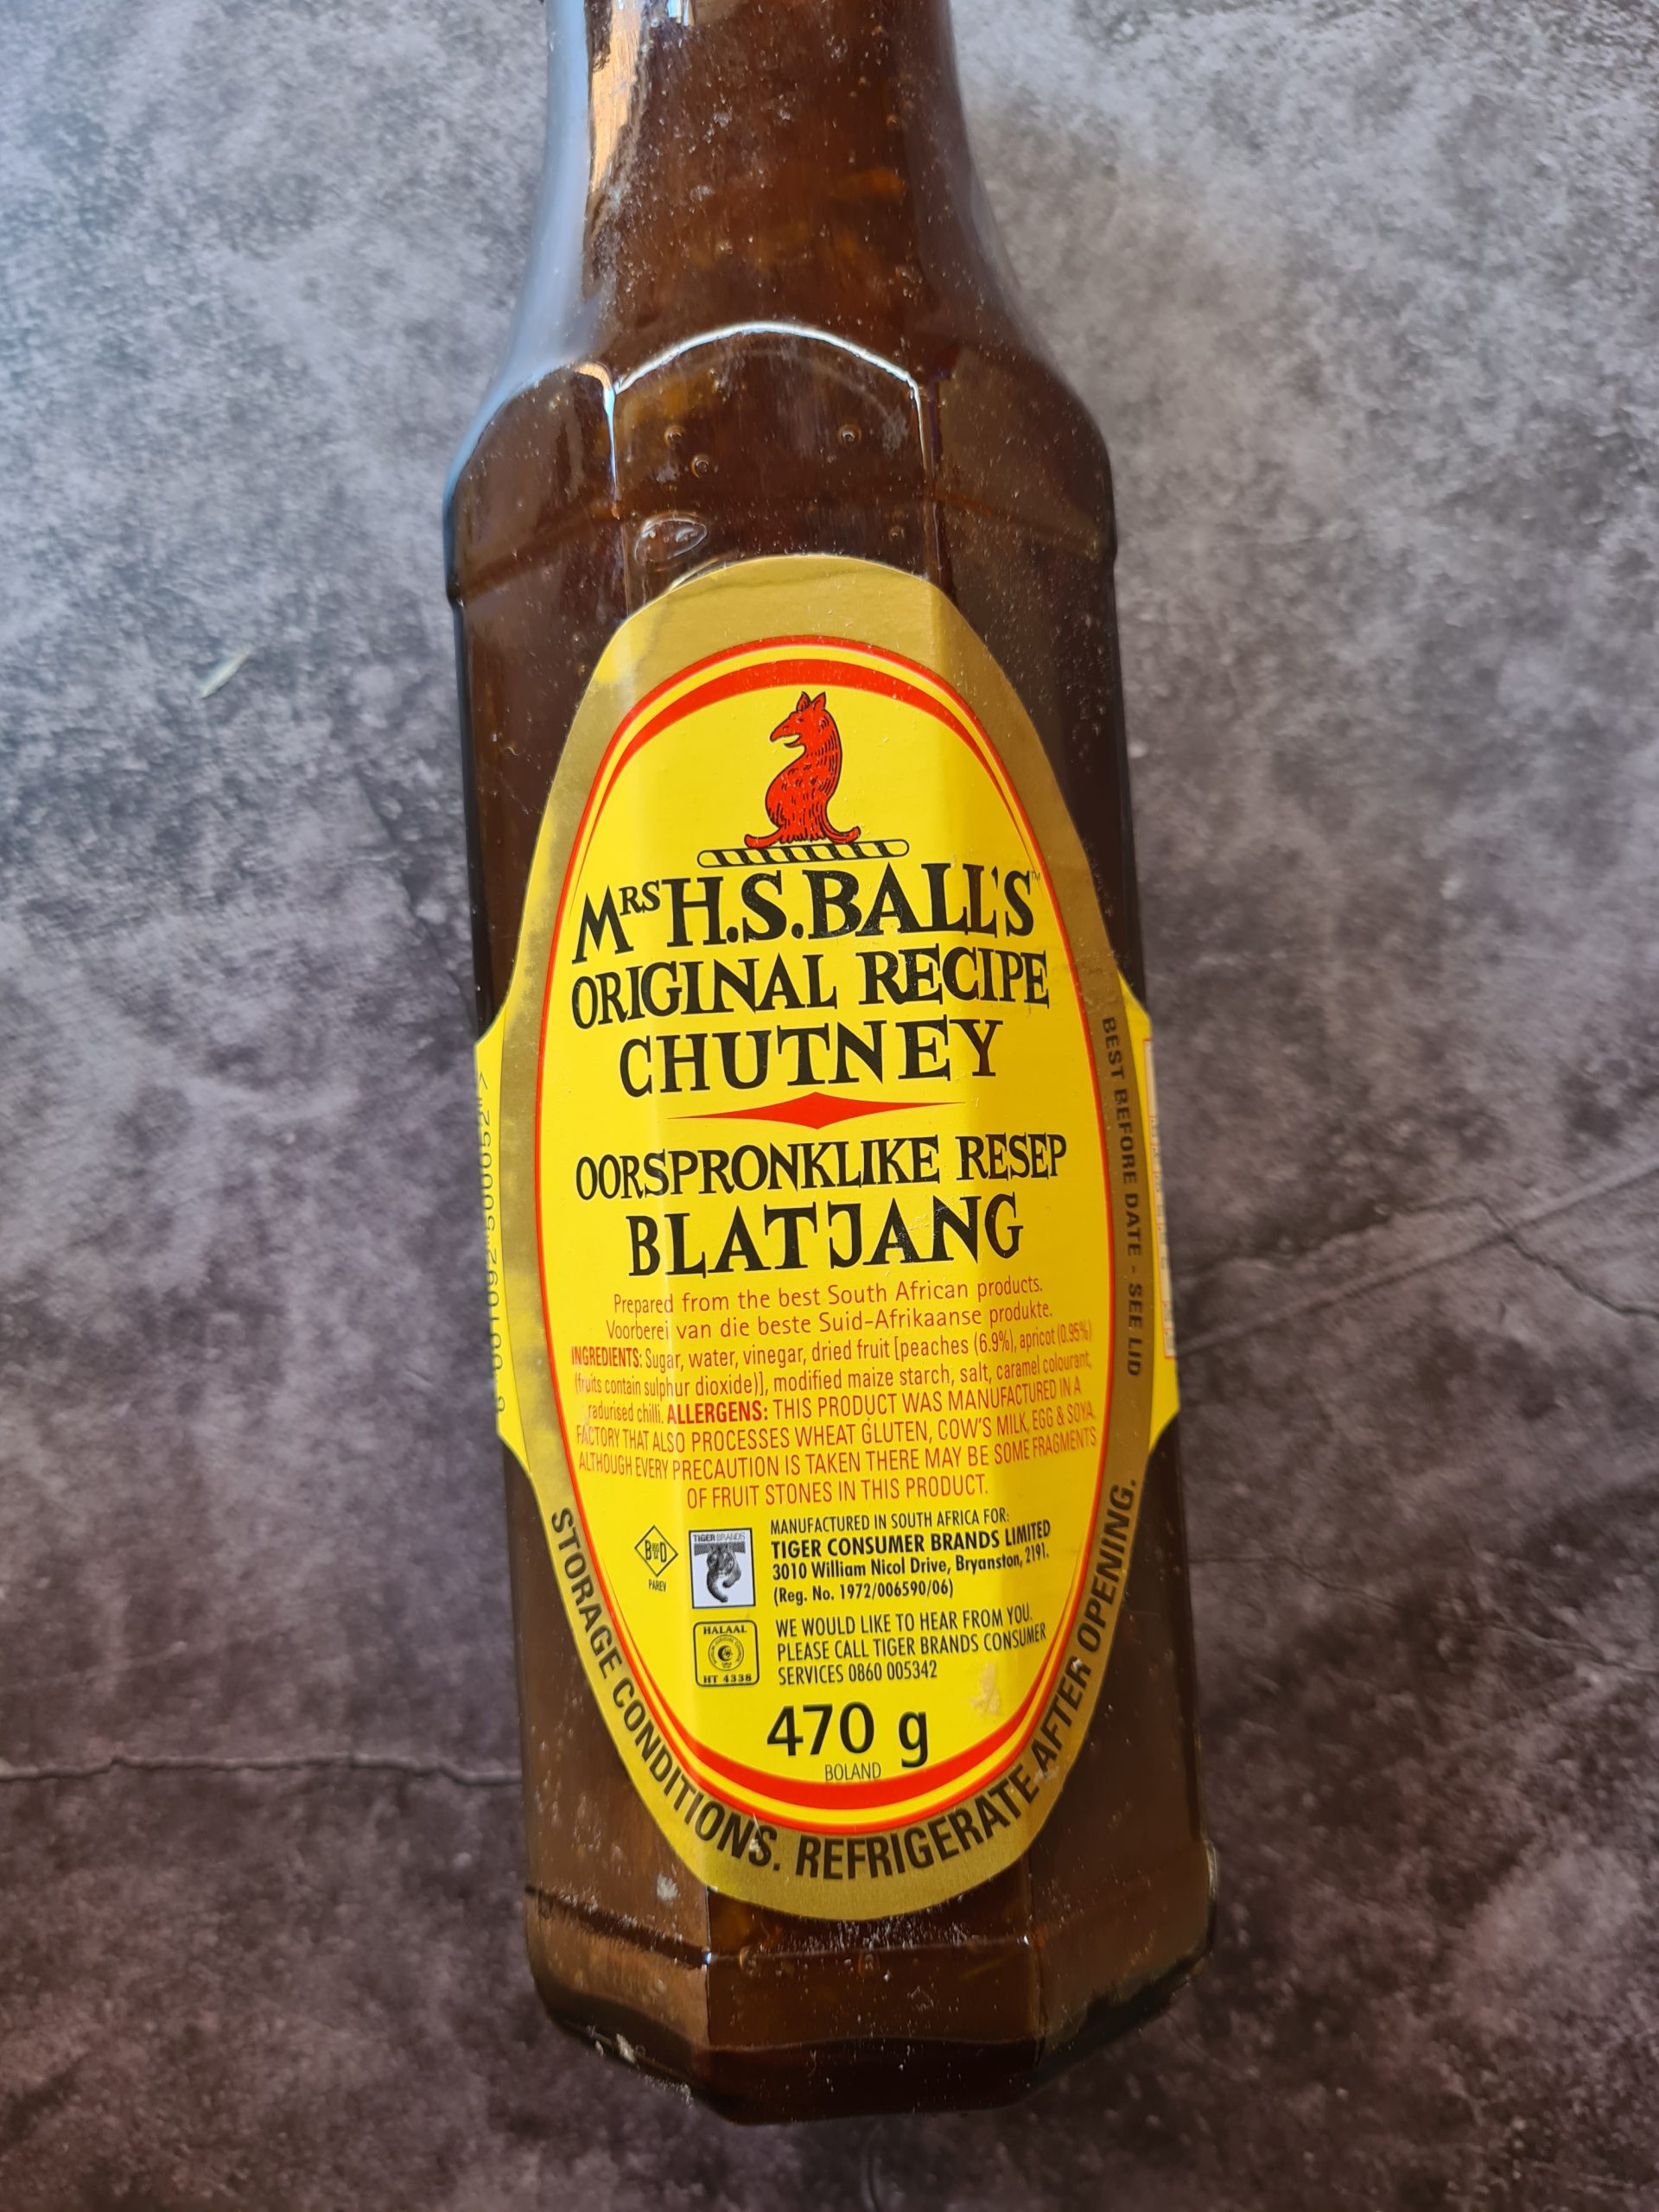 MRS H.S. BALL'S™
ORIGINAL RECIPE
CHUTNEY
OORSPRONKLIKE RESEP
BLATJANG
Prepared from the best South African products.
Voorberei van die beste Suid-Afrikaanse produkte.
INGREDIENTS: Sugar, water, vinegar, dried fruit [peaches (6.9%), apricot (0.95%)
(fruits contain sulphur dioxide)], modified maize starch, salt, caramel colourant,
radurised chilli. ALLERGENS: THIS PRODUCT WAS MANUFACTURED IN A
FACTORY THAT ALSO PROCESSES WHEAT GLUTEN, COW'S MILK, EGG & SOYA.
ALTHOUGH EVERY PRECAUTION IS TAKEN THERE MAY BE SOME FRAGMENTS
OF FRUIT STONES IN THIS PRODUCT.
PAREV
TIGER BRANDS
MANUFACTURED IN SOUTH AFRICA FOR:
TIGER CONSUMER BRANDS LIMITED
3010 William Nicol Drive, Bryanston, 2191.
(Reg. No. 1972/006590/06)
HALAAL
HT 4338
WE WOULD LIKE TO HEAR FROM YOU.
PLEASE CALL TIGER BRANDS CONSUMER
SERVICES 0860 005342
470 g
BOLAND
BEST BEFORE DATE - SEE LID
STORAGE CONDITIONS. REFRIGERATE AFTER OPENING.